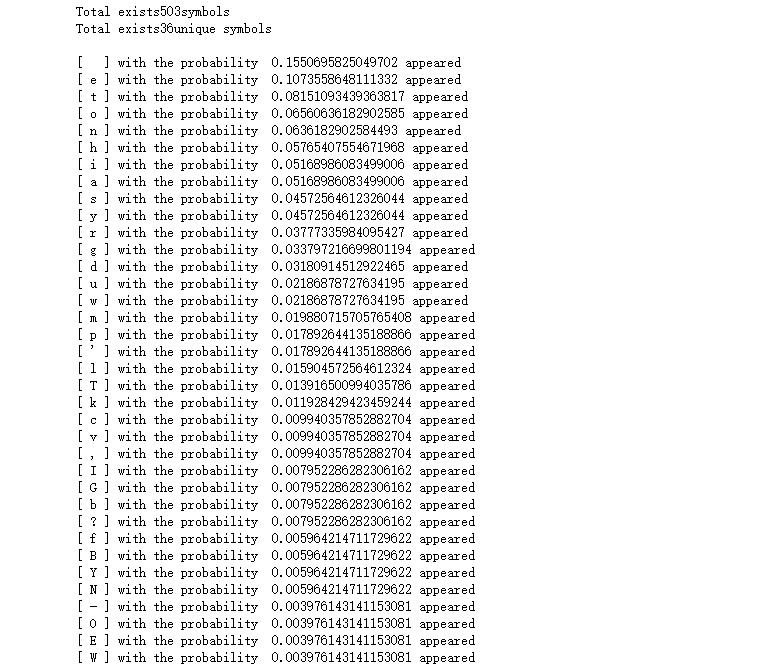 Total exists503symbols
Total exists36unique symbols
[   ] with the probability  0.1550695825049702 appeared
[ e ] with the probability  0.1073558648111332 appeared
[ t ] with the probability  0.08151093439363817 appeared
[ o ] with the probability  0.06560636182902585 appeared
[ n ] with the probability  0.0636182902584493 appeared
[ h ] with the probability  0.05765407554671968 appeared
[ i ] with the probability  0.05168986083499006 appeared
[ a ] with the probability  0.05168986083499006 appeared
[ s ] with the probability  0.04572564612326044 appeared
[ y ] with the probability  0.04572564612326044 appeared
[ r ] with the probability  0.03777335984095427 appeared
[ g ] with the probability  0.033797216699801194 appeared
[ d ] with the probability  0.03180914512922465 appeared
[ u ] with the probability  0.02186878727634195 appeared
[ w ] with the probability  0.02186878727634195 appeared
[ m ] with the probability  0.019880715705765408 appeared
[ p ] with the probability  0.017892644135188866 appeared
[ ' ] with the probability  0.017892644135188866 appeared
[ l ] with the probability  0.015904572564612324 appeared
[ T ] with the probability  0.013916500994035786 appeared
[ k ] with the probability  0.011928429423459244 appeared
[ c ] with the probability  0.009940357852882704 appeared
[ v ] with the probability  0.009940357852882704 appeared
[ , ] with the probability  0.009940357852882704 appeared
[ I ] with the probability  0.007952286282306162 appeared
[ G ] with the probability  0.007952286282306162 appeared
[ b ] with the probability  0.007952286282306162 appeared
[ ? ] with the probability  0.007952286282306162 appeared
[ f ] with the probability  0.005964214711729622 appeared
[ B ] with the probability  0.005964214711729622 appeared
[ Y ] with the probability  0.005964214711729622 appeared
[ N ] with the probability  0.005964214711729622 appeared
[ - ] with the probability  0.003976143141153081 appeared
[ O ] with the probability  0.003976143141153081 appeared
[ E ] with the probability  0.003976143141153081 appeared
[ W ] with the probability  0.003976143141153081 appeared